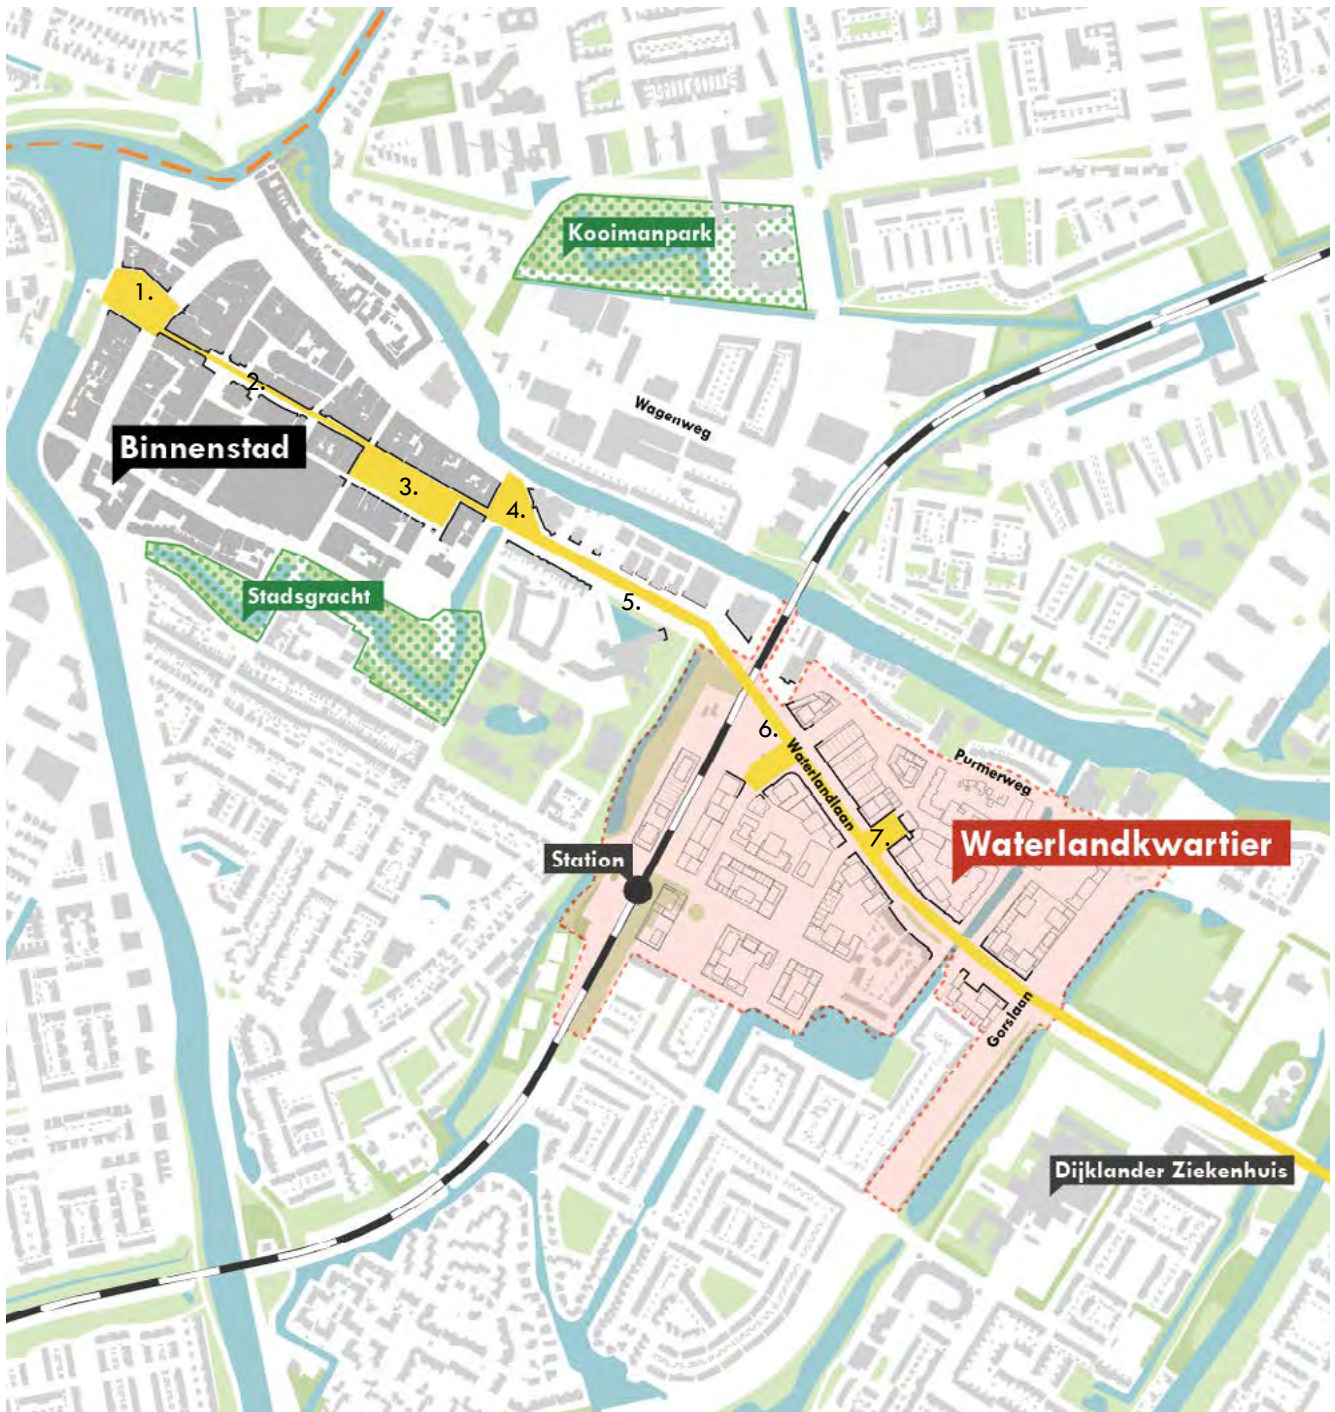 Kooimanpark
1.
2.
Wagenweg
Binnenstad
3.
4.
Stadsgracht
5.
6.
Waterlandlaan
Purmerweg
7.
Waterlandkwartier
Station
Gorslaan
Dijklander Ziekenhuis